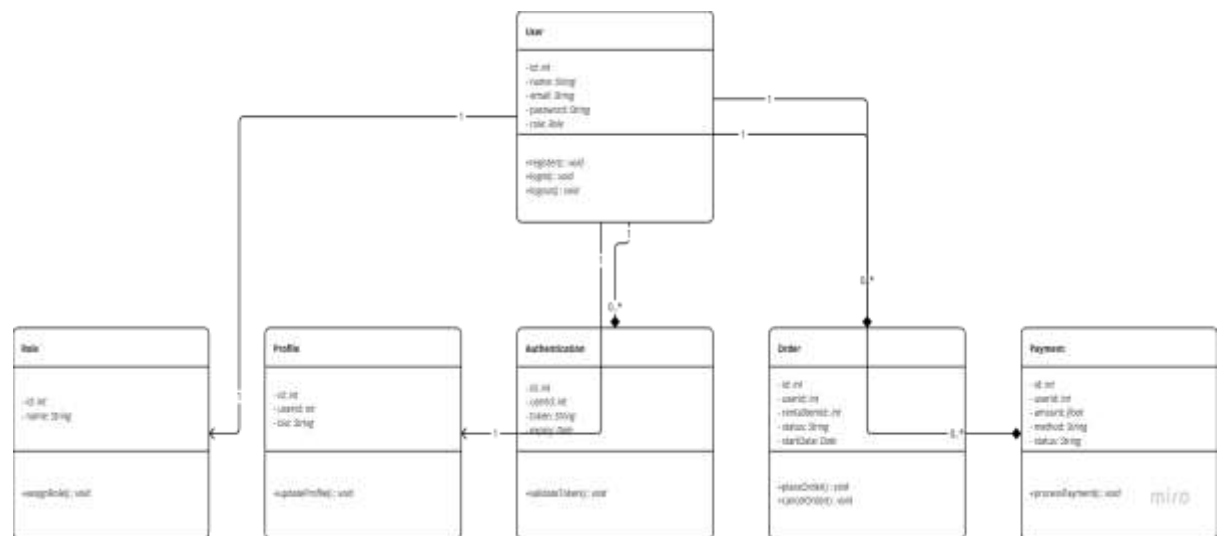 User
- id: int
- name: String
- email: String
- password: String
- role: Role
+register(): void
+login(): void
+logout(): void
1
1
1
1
1
0..*
0..*
Role
- id: int
- name: String
+assignRole(): void
1
Profile
- id: int
- userId: int
- bio: String
+updateProfile(): void
1
Authentication
- id: int
- userId: int
- token: String
- expiry: Date
+validateToken(): void
Order
- id: int
- userId: int
- rentalItemId: int
- status: String
- startDate: Date
+placeOrder(): void
+cancelOrder(): void
0..*
Payment
- id: int
- userId: int
- amount: float
- method: String
- status: String
+processPayment(): void
miro